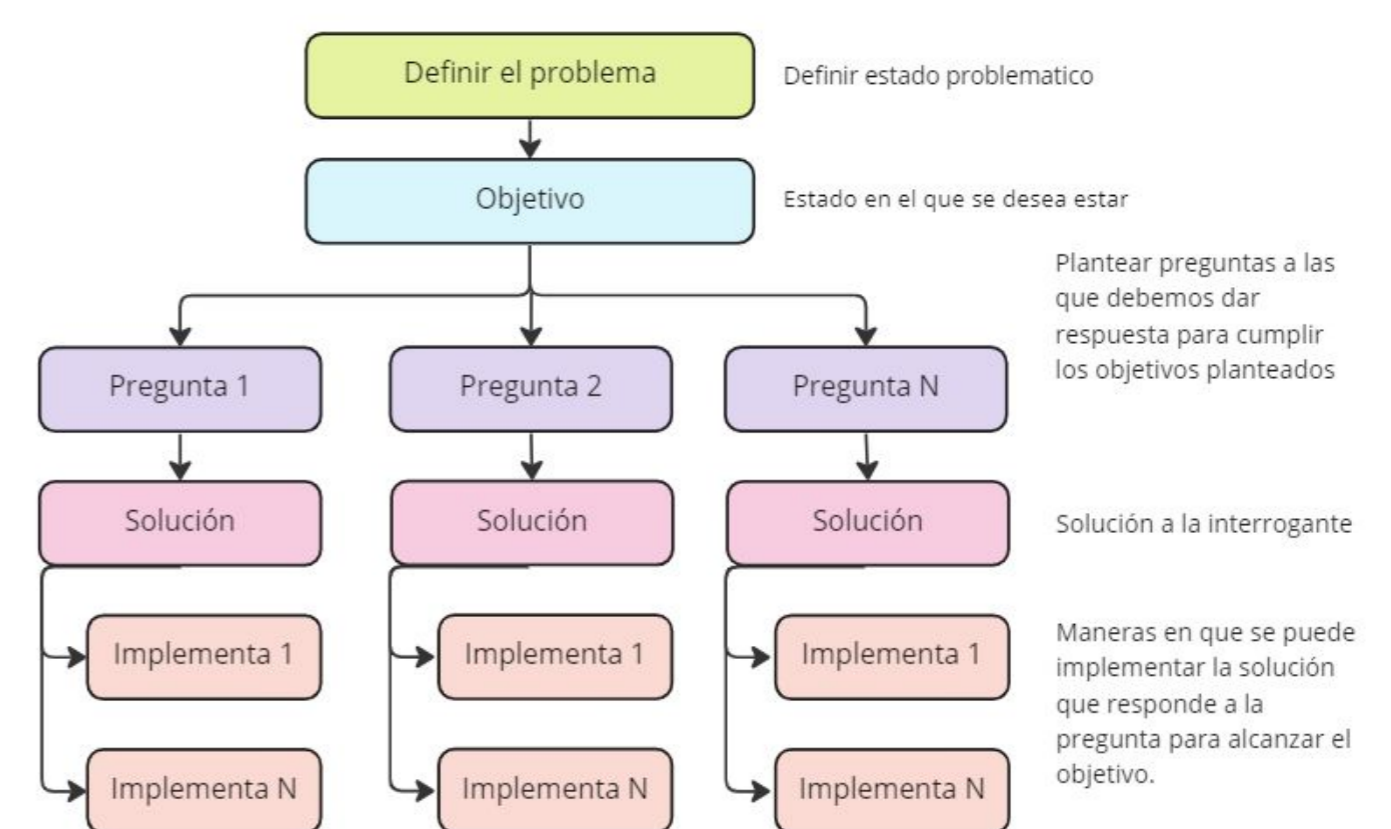 Definir el problema
Definir estado problematico
Objetivo
Estado en el que se desea estar
Plantear preguntas a las
que debemos dar
respuesta para cumplir
los objetivos planteados
Pregunta 1
Pregunta 2
Pregunta N
Solución
Solución
Solución
Solución a la interrogante
Implementa 1
Implementa 1
Implementa 1
Maneras en que se puede
implementar la solución
que responde a la
pregunta para alcanzar el
objetivo.
Implementa N
Implementa N
Implementa N